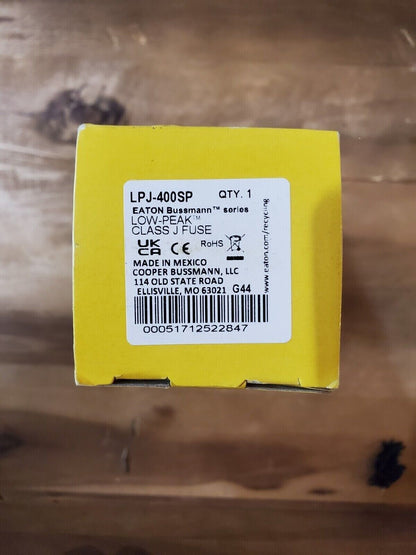 LPJ-400SP QTY. 1
EATON Bussmann™ series
LOW-PEAK™
CLASS J FUSE
UK
CA CE RoHS
MADE IN MEXICO
COOPER BUSSMANN, LLC
114 OLD STATE ROAD
ELLISVILLE, MO 63021 G44
00051712522847
www.eaton.com/recycling